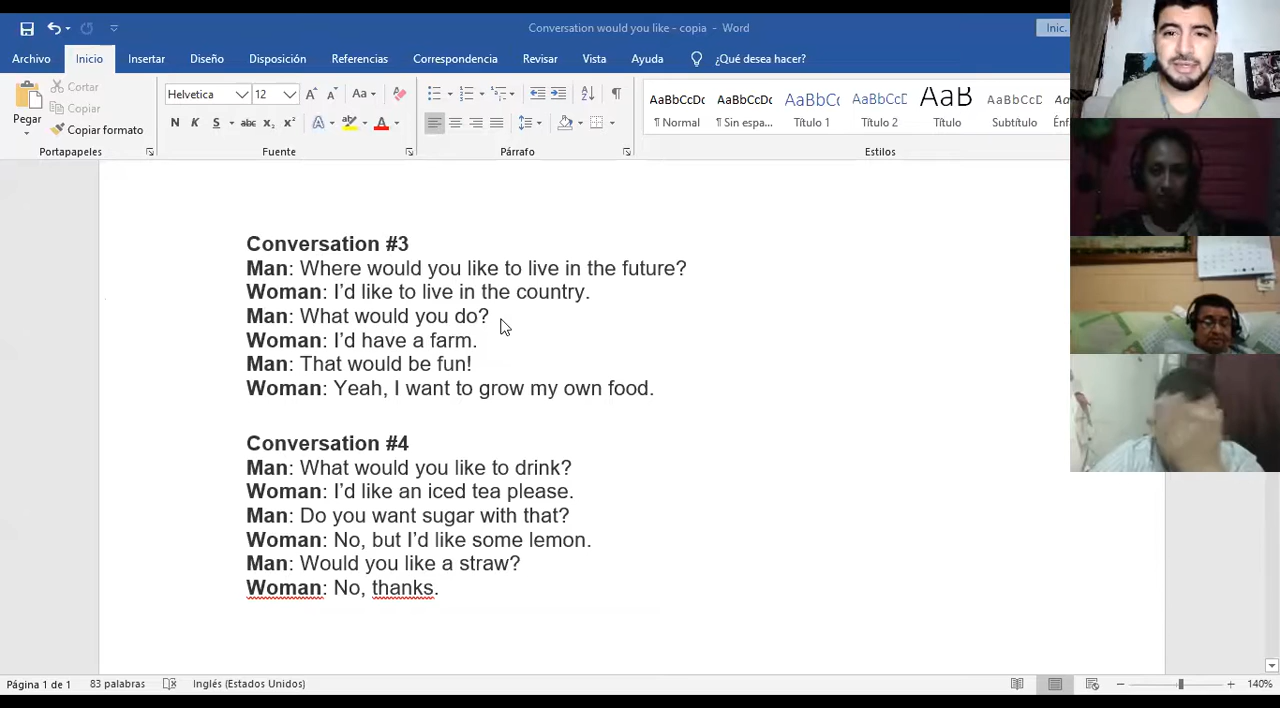 Conversation would you like - copia - Word
Inic.
Archivo Inicio Insertar Diseño Disposición Referencias Correspondencia Revisar Vista Ayuda ¿Qué desea hacer?
Pegar
Cortar
Copiar
Copiar formato
Portapapeles
Helvetica 12 Aa
N K S abc x₂ x² A A
Fuente
Párrafo
AaBbCcDc AaBbCcDc AaBbCc AaBbCcD AaB AaBbCcD
¶ Normal ¶ Sin espa... Título 1 Título 2 Título Subtítulo
Estilos
Conversation #3
Man: Where would you like to live in the future?
Woman: I’d like to live in the country.
Man: What would you do?
Woman: I’d have a farm.
Man: That would be fun!
Woman: Yeah, I want to grow my own food.
Conversation #4
Man: What would you like to drink?
Woman: I’d like an iced tea please.
Man: Do you want sugar with that?
Woman: No, but I’d like some lemon.
Man: Would you like a straw?
Woman: No, thanks.
Página 1 de 1 83 palabras Inglés (Estados Unidos) 140%